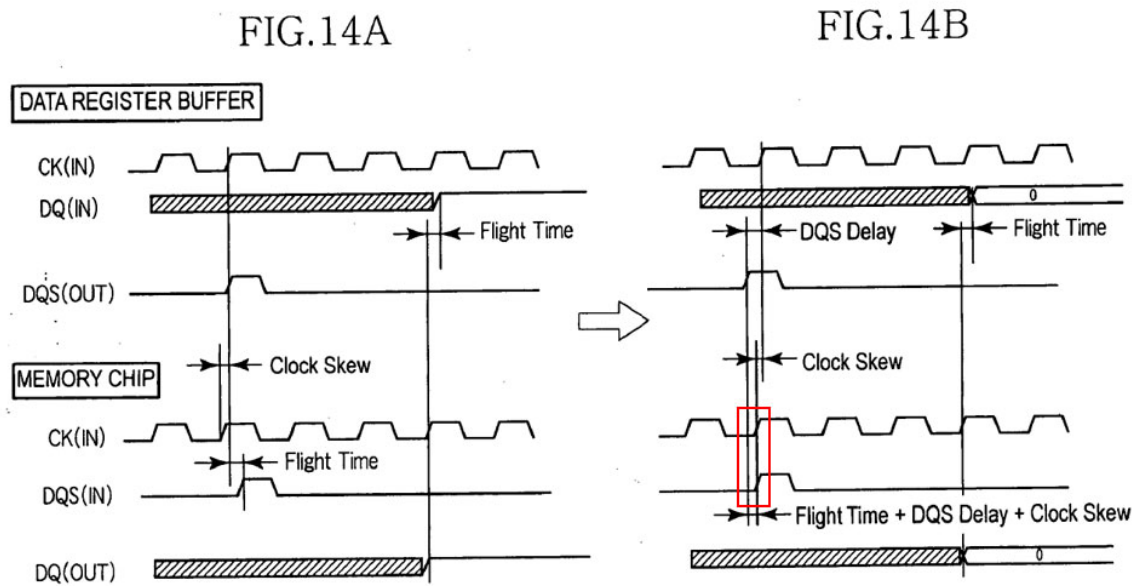 FIG.14A
FIG.14B
DATA REGISTER BUFFER
CK(IN)
DQ(IN)
Flight Time
DQS Delay
Flight Time
0
DQS(OUT)
Clock Skew
Clock Skew
MEMORY CHIP
CK(IN)
Flight Time
DQS(IN)
Flight Time + DQS Delay + Clock Skew
DQ(OUT)
0